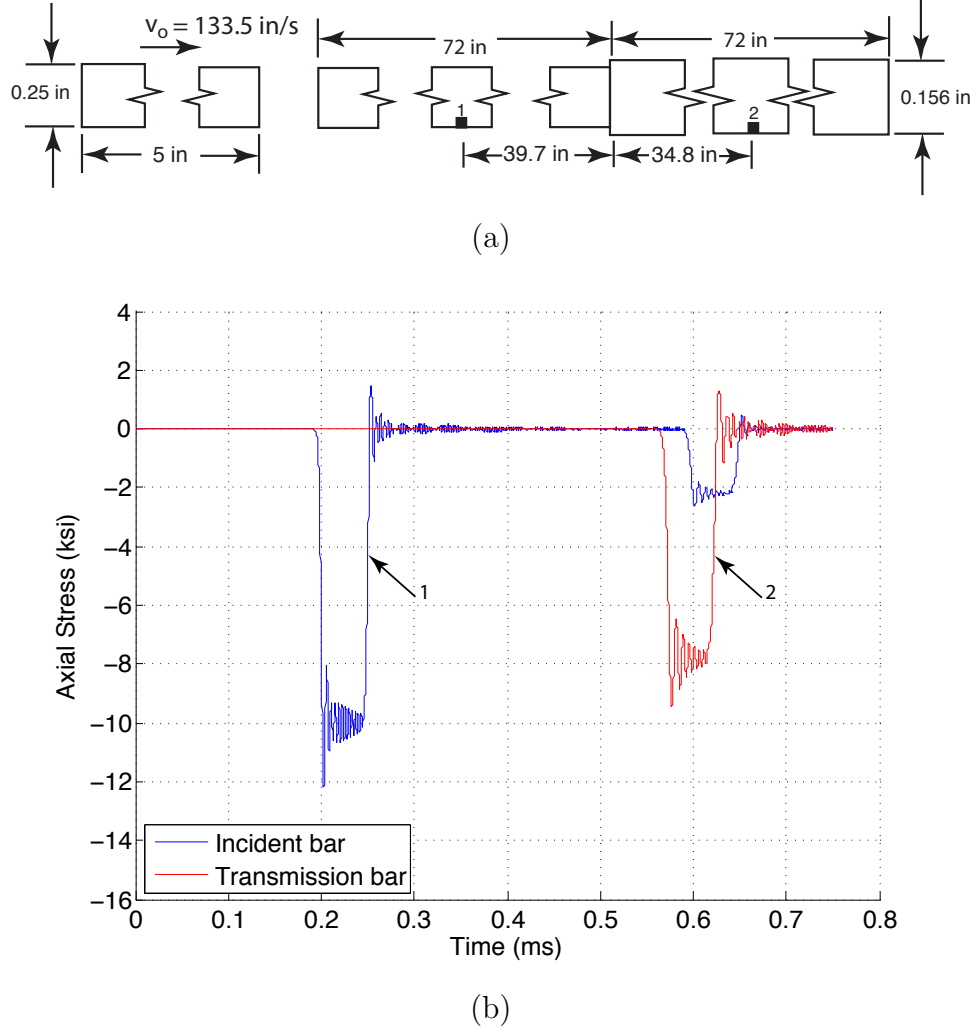 v₀ = 133.5 in/s
72 in
72 in
0.25 in
1
2
0.156 in
5 in
39.7 in
34.8 in
(a)
4
2
0
−2
−4
−6
−8
−10
−12
−14
−16
Axial Stress (ksi)
1
2
Incident bar
Transmission bar
0
0.1
0.2
0.3
0.4
0.5
0.6
0.7
0.8
Time (ms)
(b)